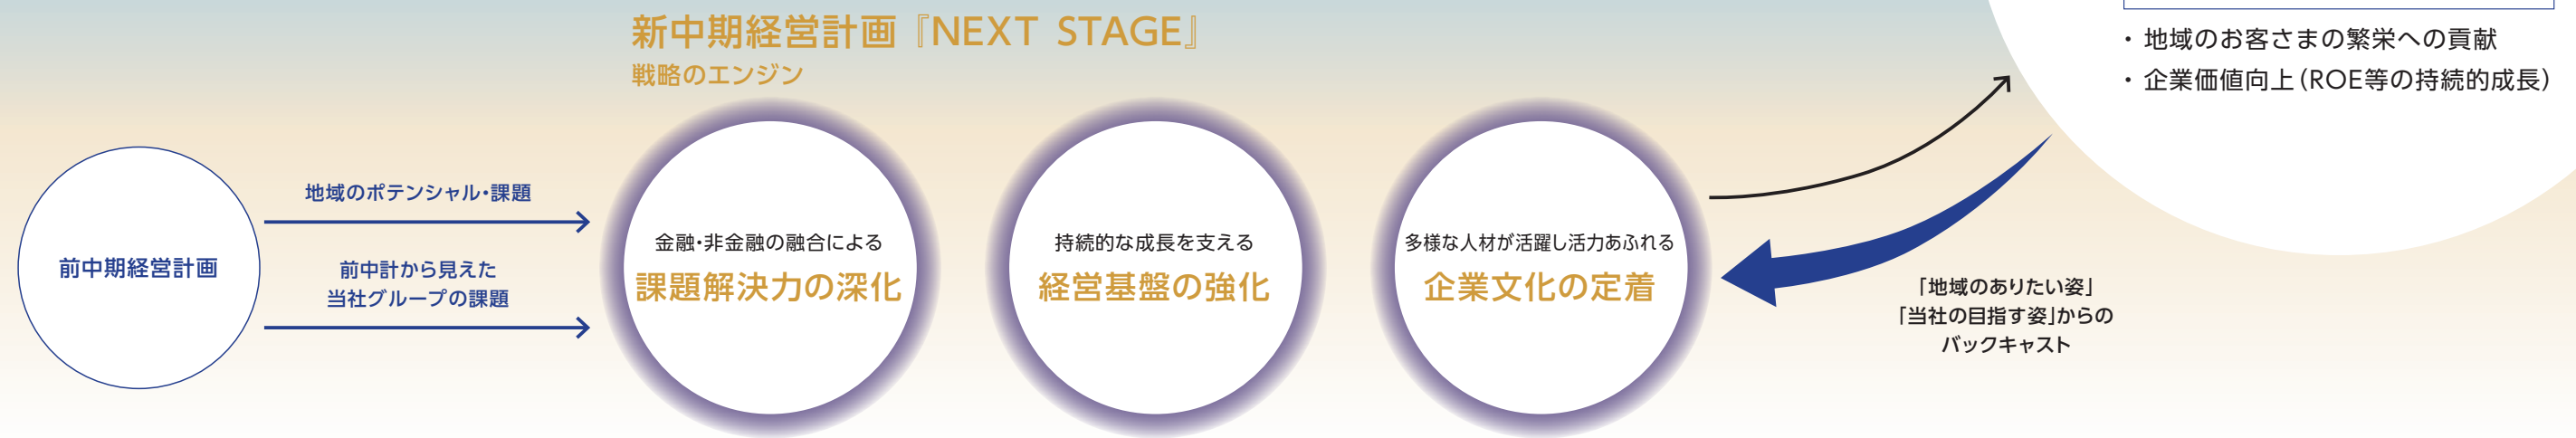 新中期経営計画『NEXT STAGE』
戦略のエンジン
前中期経営計画
地域のポテンシャル・課題
前中計から見えた
当社グループの課題
金融・非金融の融合による
課題解決力の深化
持続的な成長を支える
経営基盤の強化
多様な人材が活躍し活力あふれる
企業文化の定着
・ 地域のお客さまの繁栄への貢献
・ 企業価値向上(ROE等の持続的成長)
「地域のありたい姿」
「当社の目指す姿」からの
バックキャスト